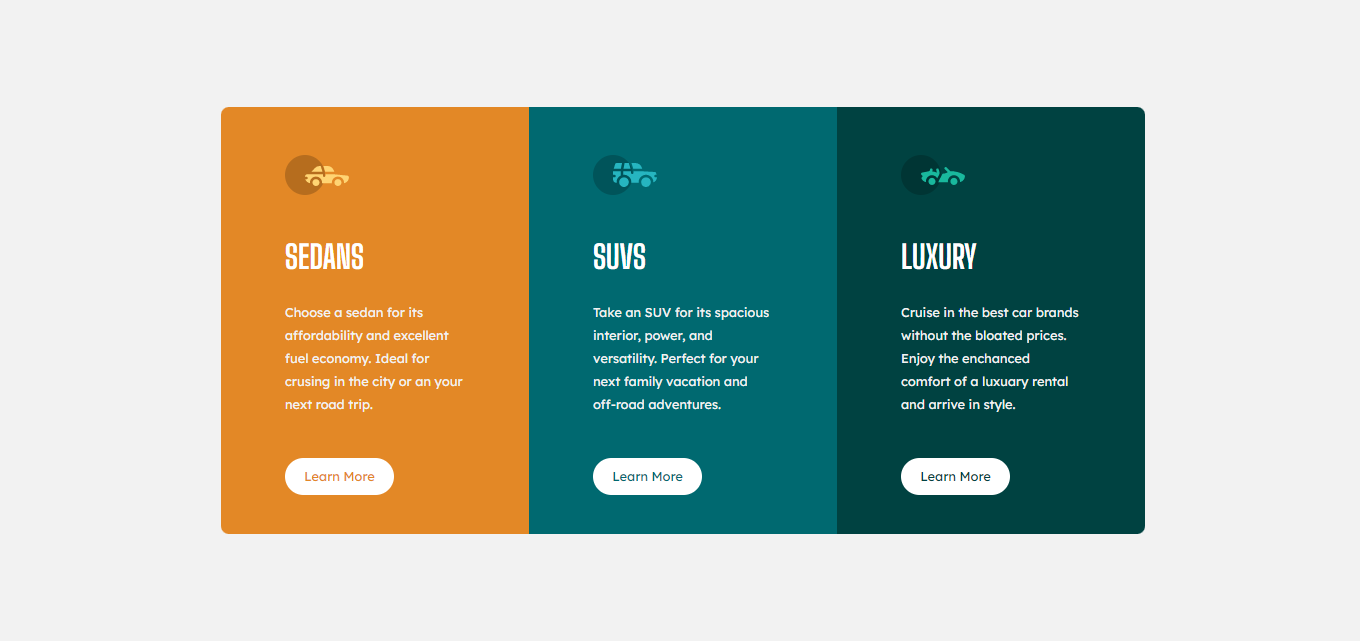 SEDANS
Choose a sedan for its
affordability and excellent
fuel economy. Ideal for
crusing in the city or an your
next road trip.
Learn More
SUVS
Take an SUV for its spacious
interior, power, and
versatility. Perfect for your
next family vacation and
off-road adventures.
Learn More
LUXURY
Cruise in the best car brands
without the bloated prices.
Enjoy the enchanced
comfort of a luxuary rental
and arrive in style.
Learn More